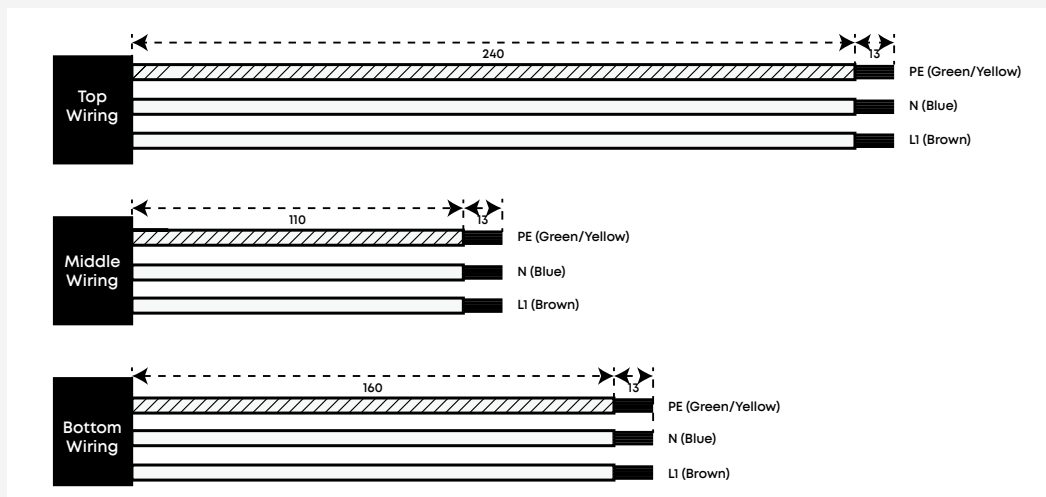 240
13
Top
Wiring
PE (Green/Yellow)
N (Blue)
L1 (Brown)
110
13
Middle
Wiring
PE (Green/Yellow)
N (Blue)
L1 (Brown)
160
13
Bottom
Wiring
PE (Green/Yellow)
N (Blue)
L1 (Brown)